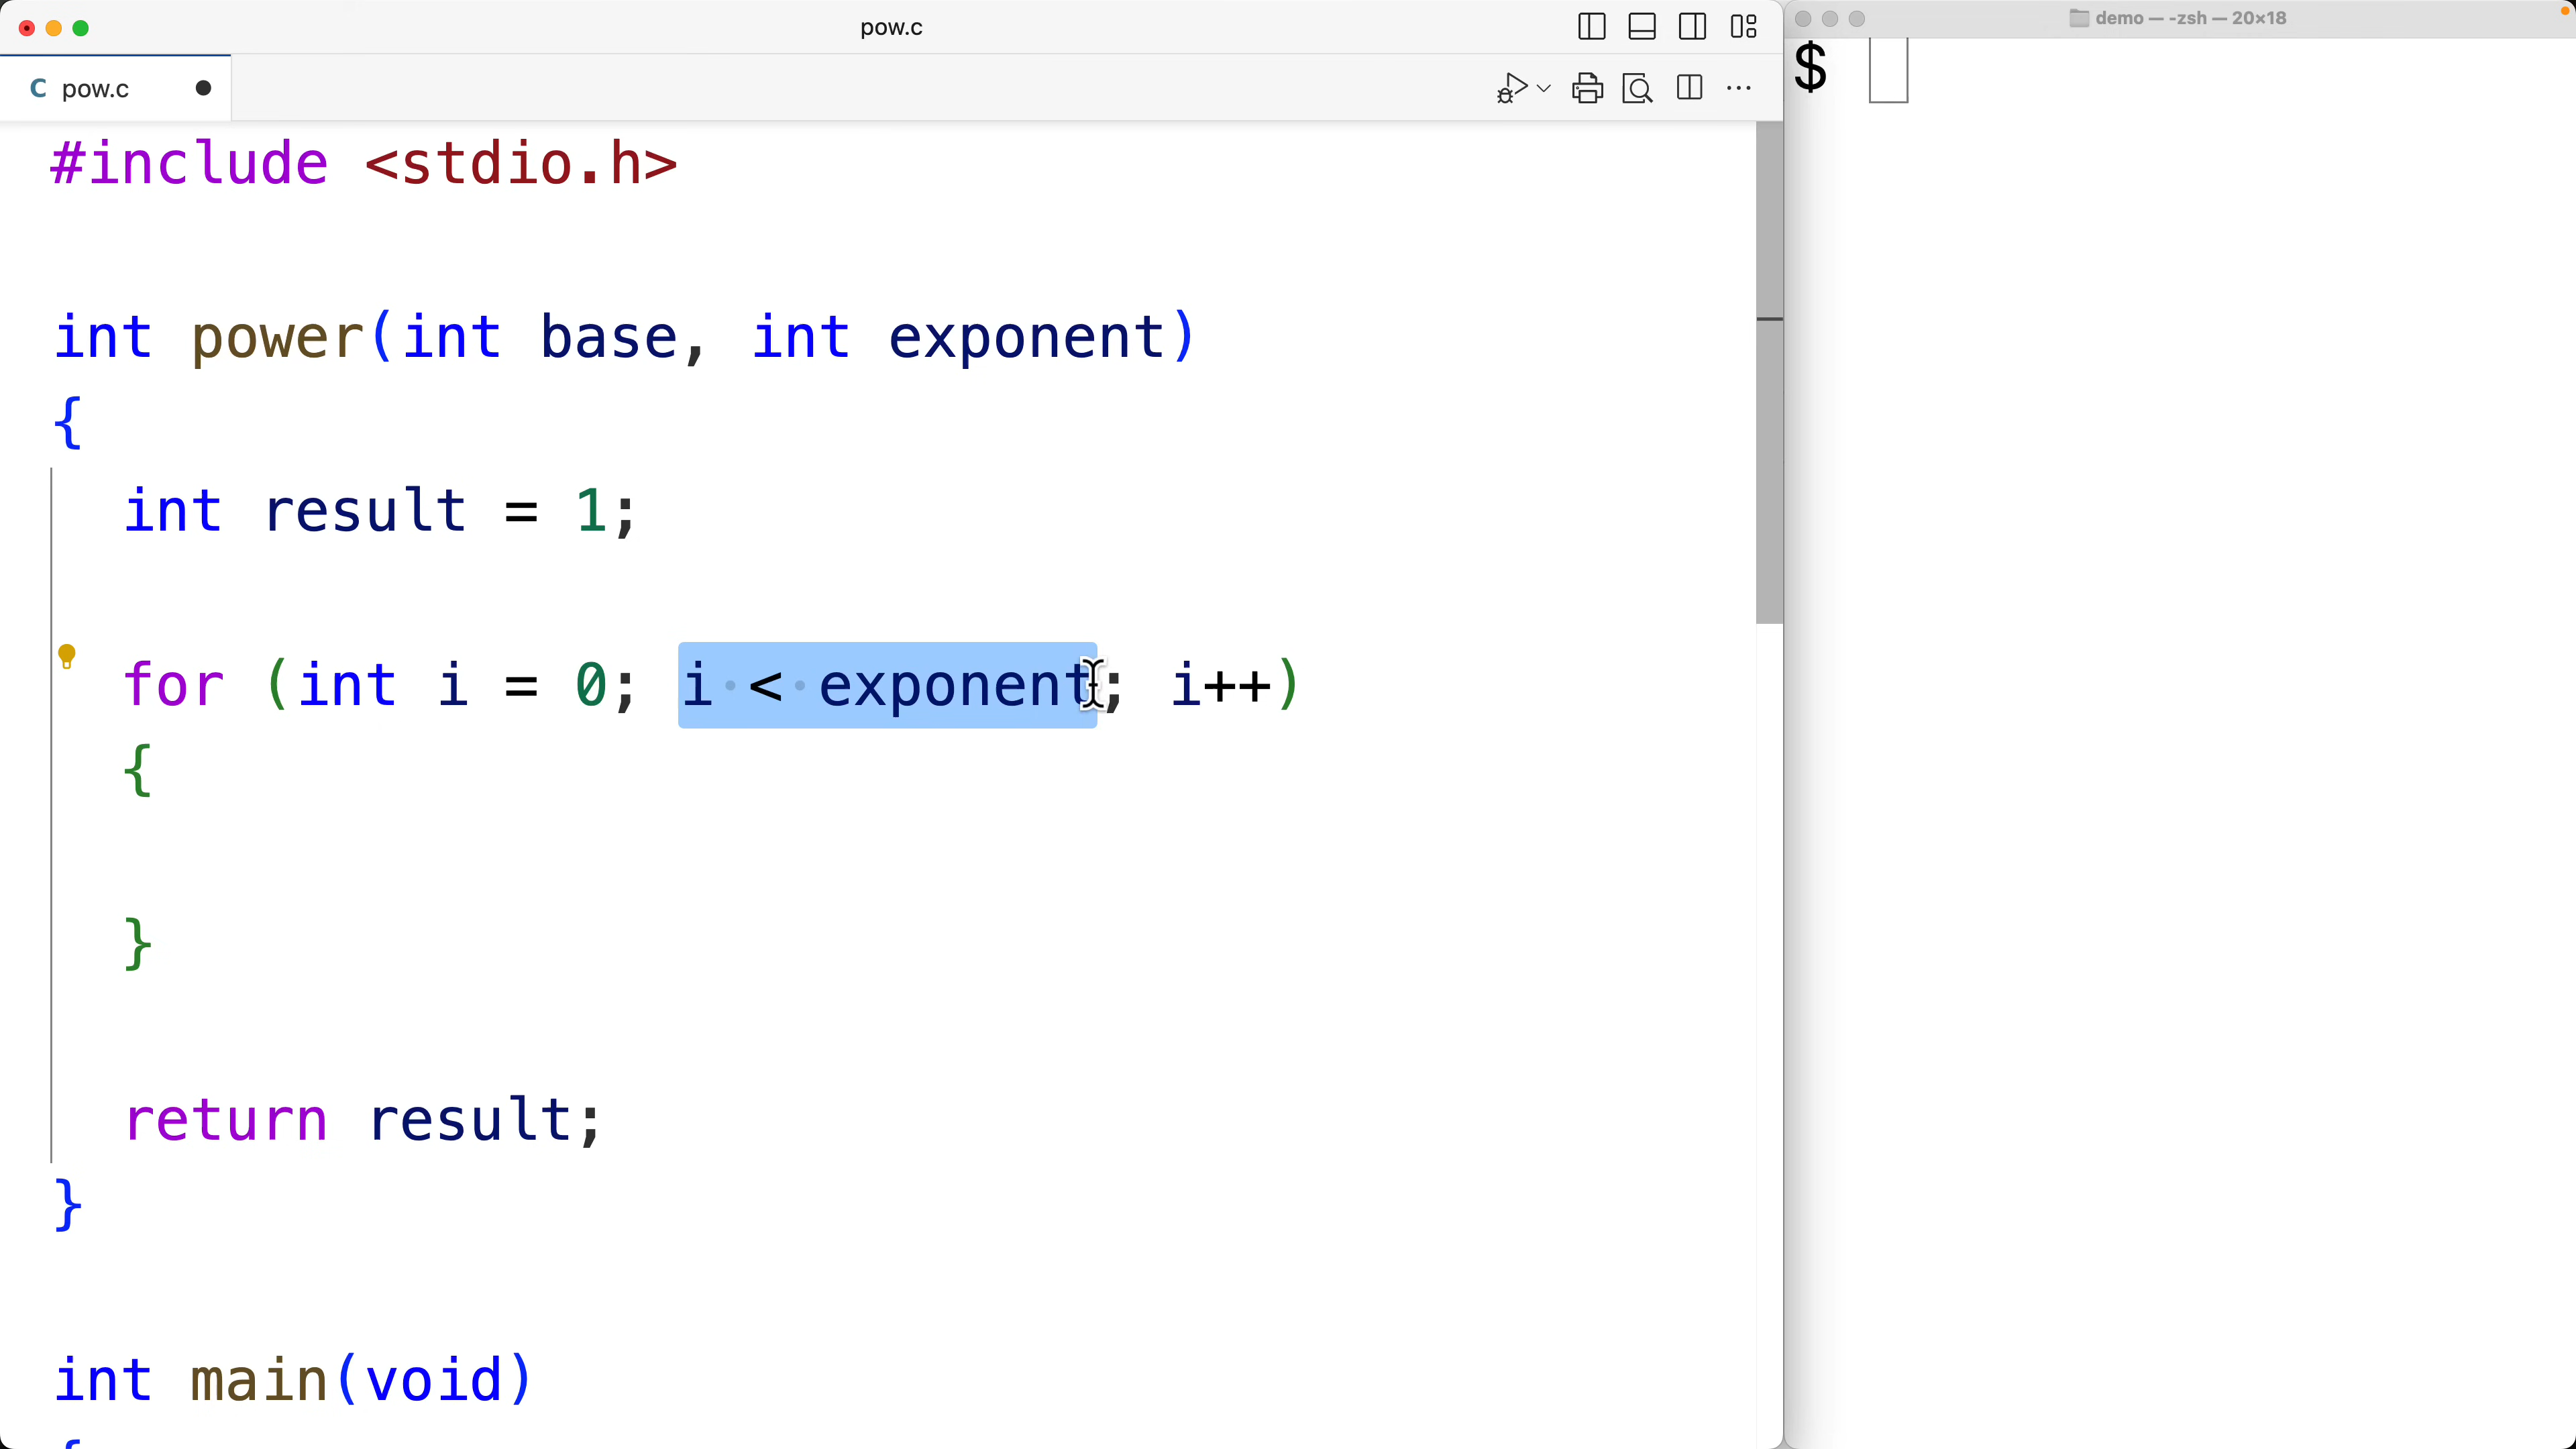 pow.c
demo — -zsh — 20×18
C pow.c
$
#include <stdio.h>
int power(int base, int exponent)
{
int result = 1;
for (int i = 0; i < exponent; i++)
{
}
return result;
}
int main(void)
{